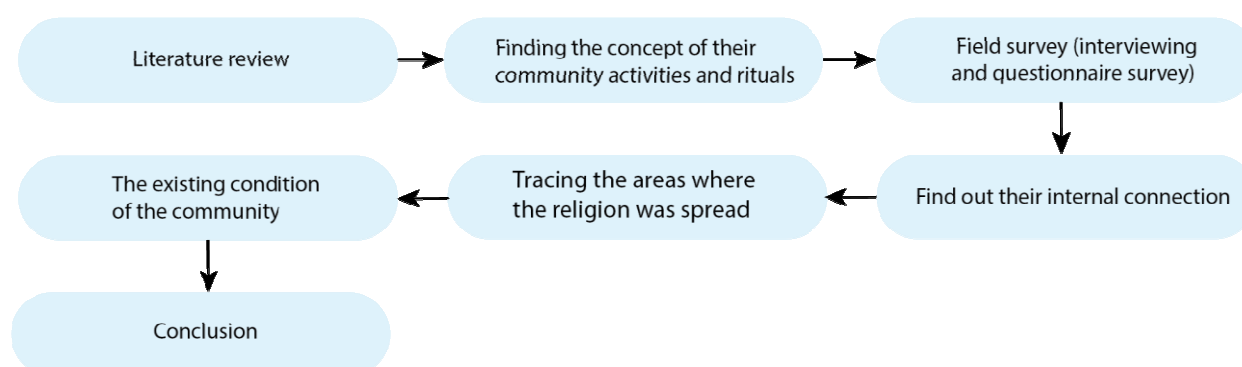 Literature review
Finding the concept of their
community activities and rituals
Field survey (interviewing
and questionnaire survey)
Find out their internal connection
Tracing the areas where
the religion was spread
The existing condition
of the community
Conclusion